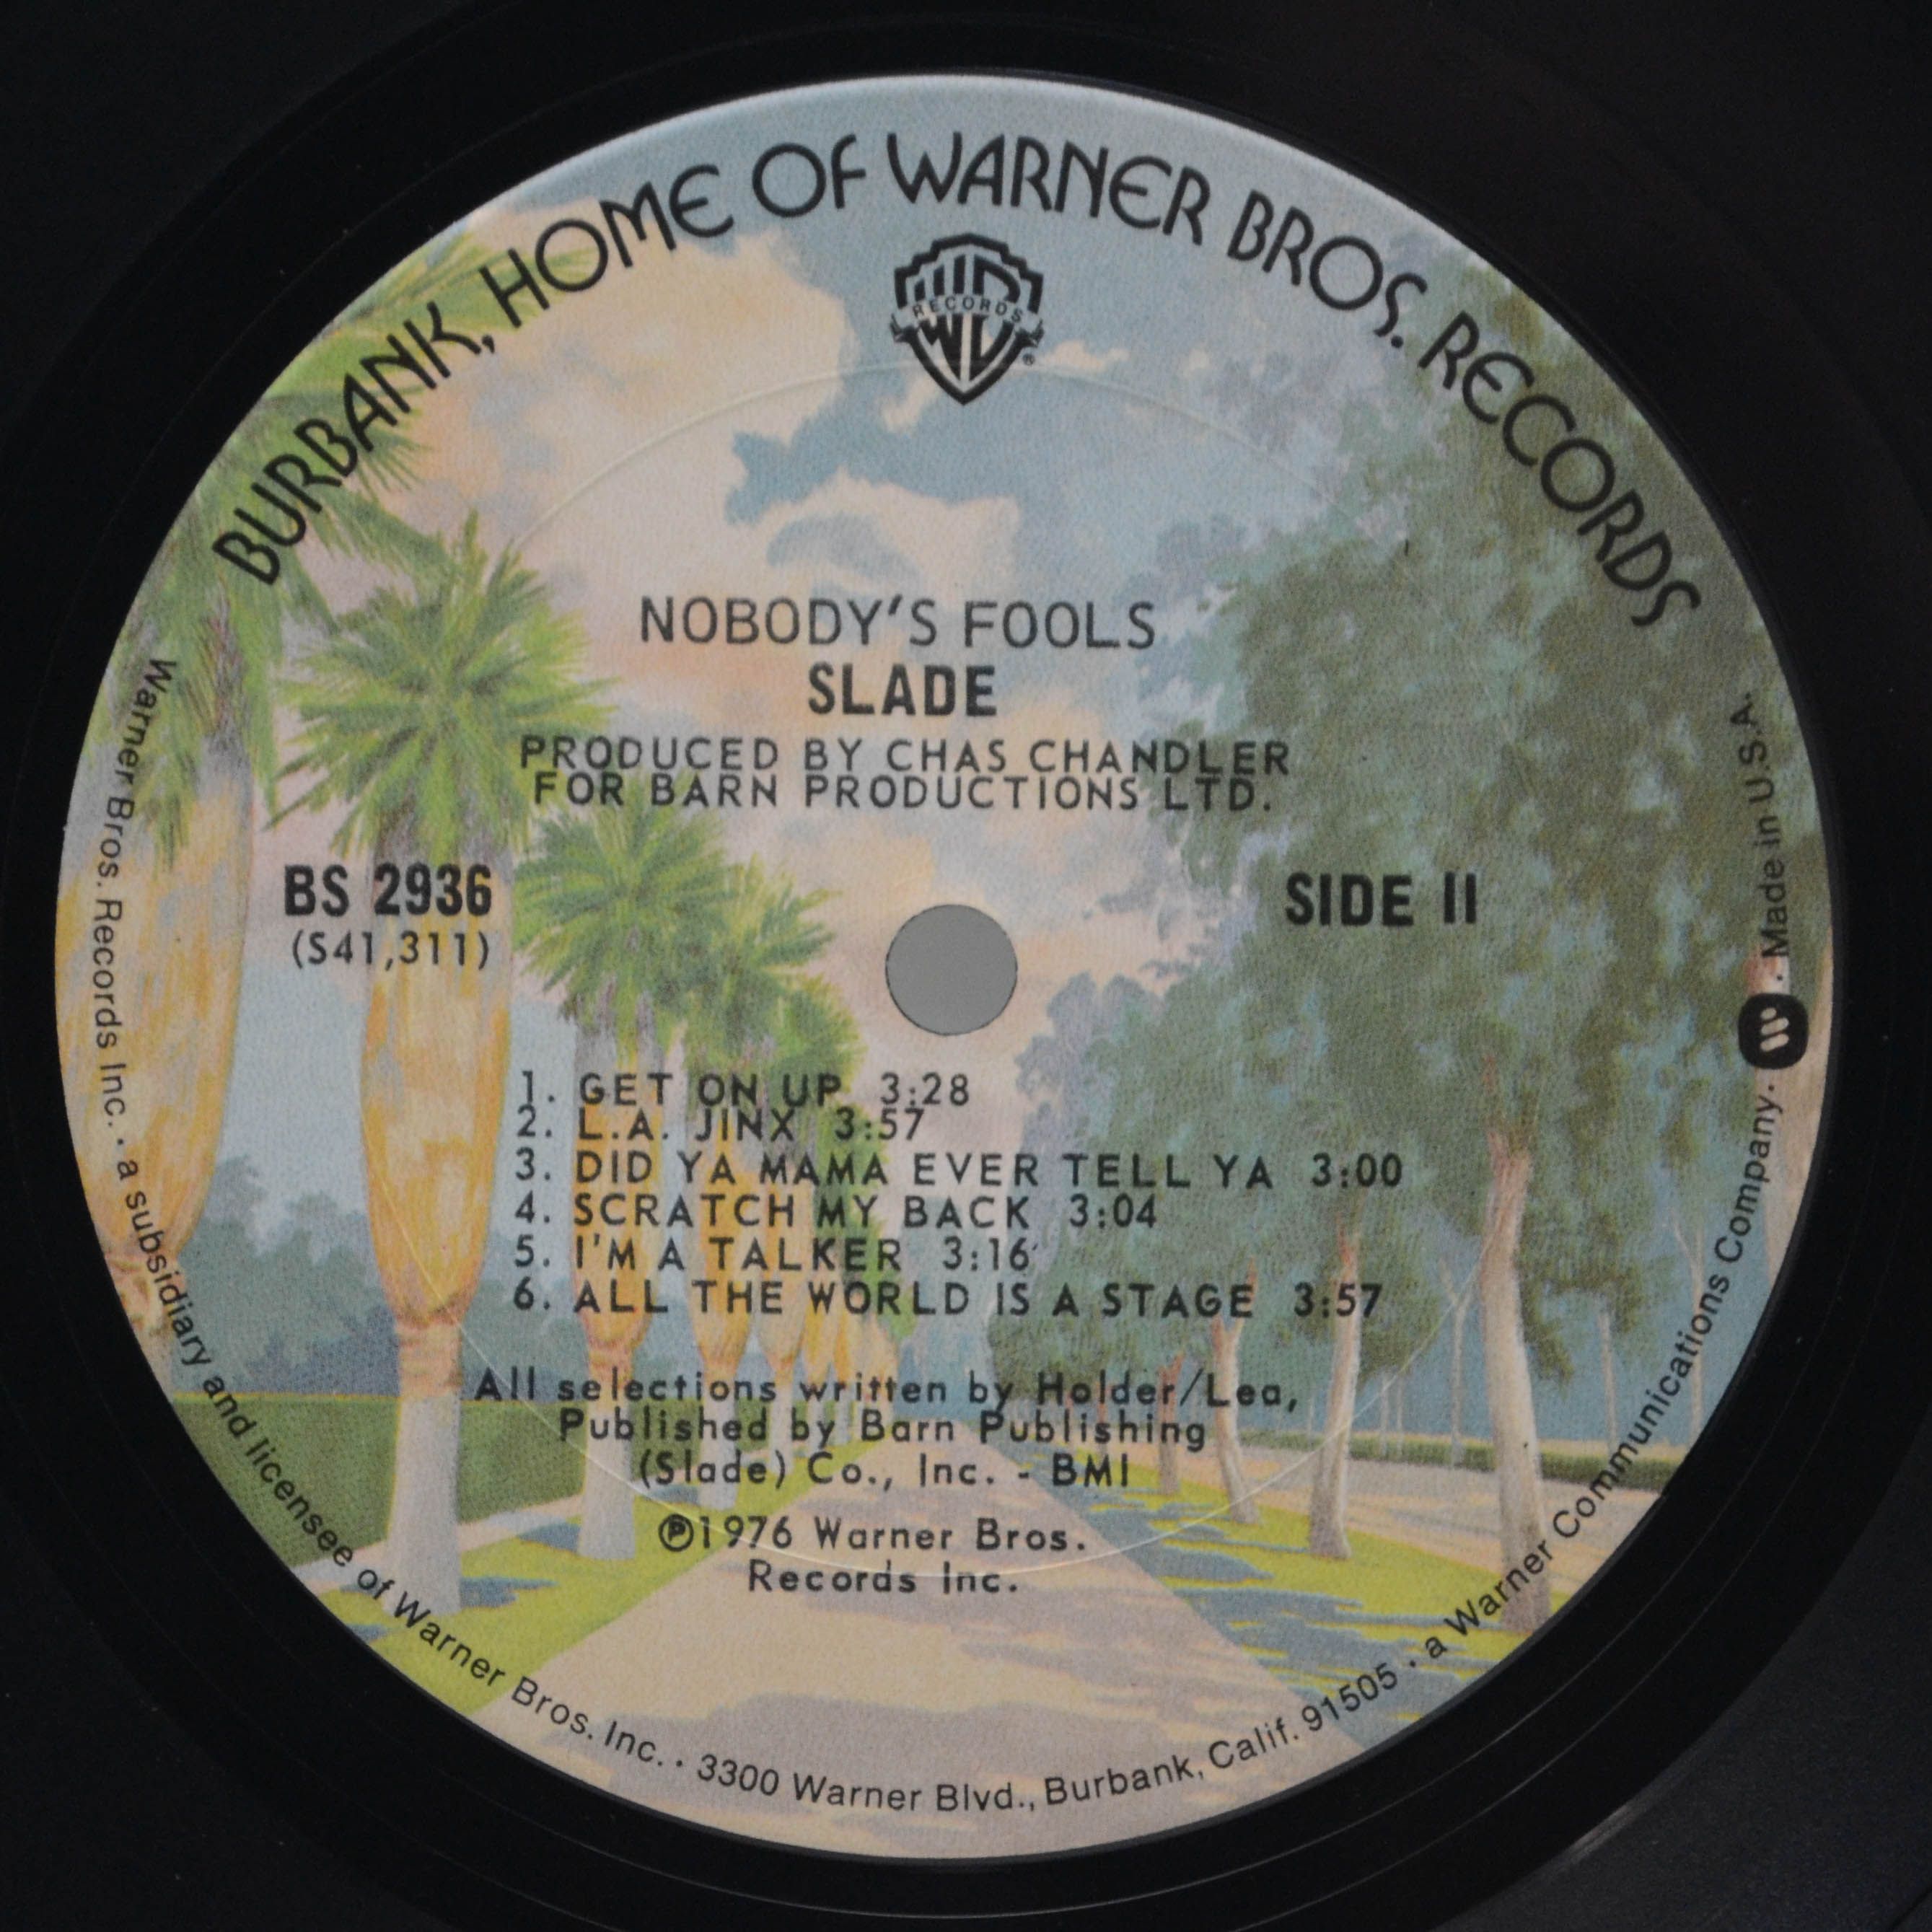 BURBANK, HOME OF WARNER BROS. RECORDS
RECORDS
NOBODY'S FOOLS
SLADE
PRODUCED BY CHAS CHANDLER
FOR BARN PRODUCTIONS LTD.
BS 2936
(S41,311)
SIDE II
1. GET ON UP 3:28
2. L.A. JINX 3:57
3. DID YA MAMA EVER TELL YA 3:00
4. SCRATCH MY BACK 3:04
5. I'M A TALKER 3:16
6. ALL THE WORLD IS A STAGE 3:57
All selections written by Holder/Lea,
Published by Barn Publishing
(Slade) Co., Inc. - BMI
℗1976 Warner Bros.
Records Inc.
Warner Bros. Records Inc. · a subsidiary and licensee of Warner Bros. Inc. · 3300 Warner Blvd., Burbank, Calif. 91505 · a Warner Communications Company. · Made in U.S.A.